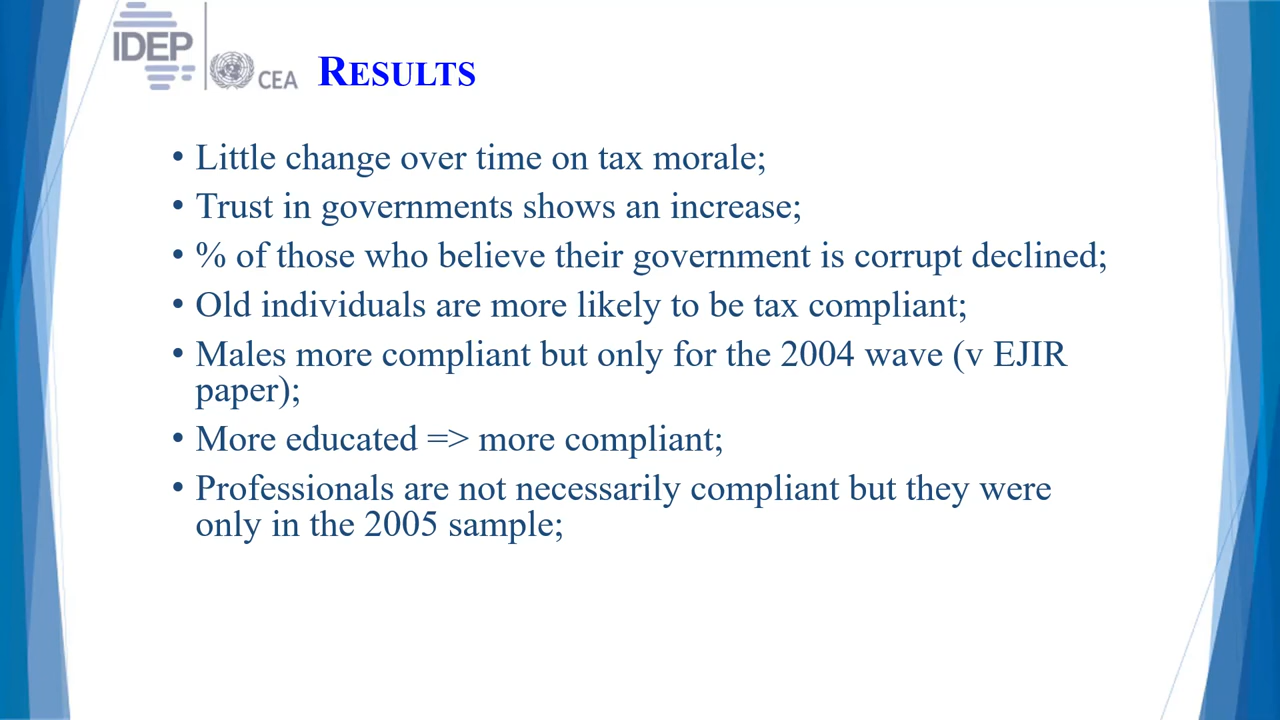 IDEP
CEA
RESULTS
• Little change over time on tax morale;
• Trust in governments shows an increase;
• % of those who believe their government is corrupt declined;
• Old individuals are more likely to be tax compliant;
• Males more compliant but only for the 2004 wave (v EJIR
paper);
• More educated => more compliant;
• Professionals are not necessarily compliant but they were
only in the 2005 sample;